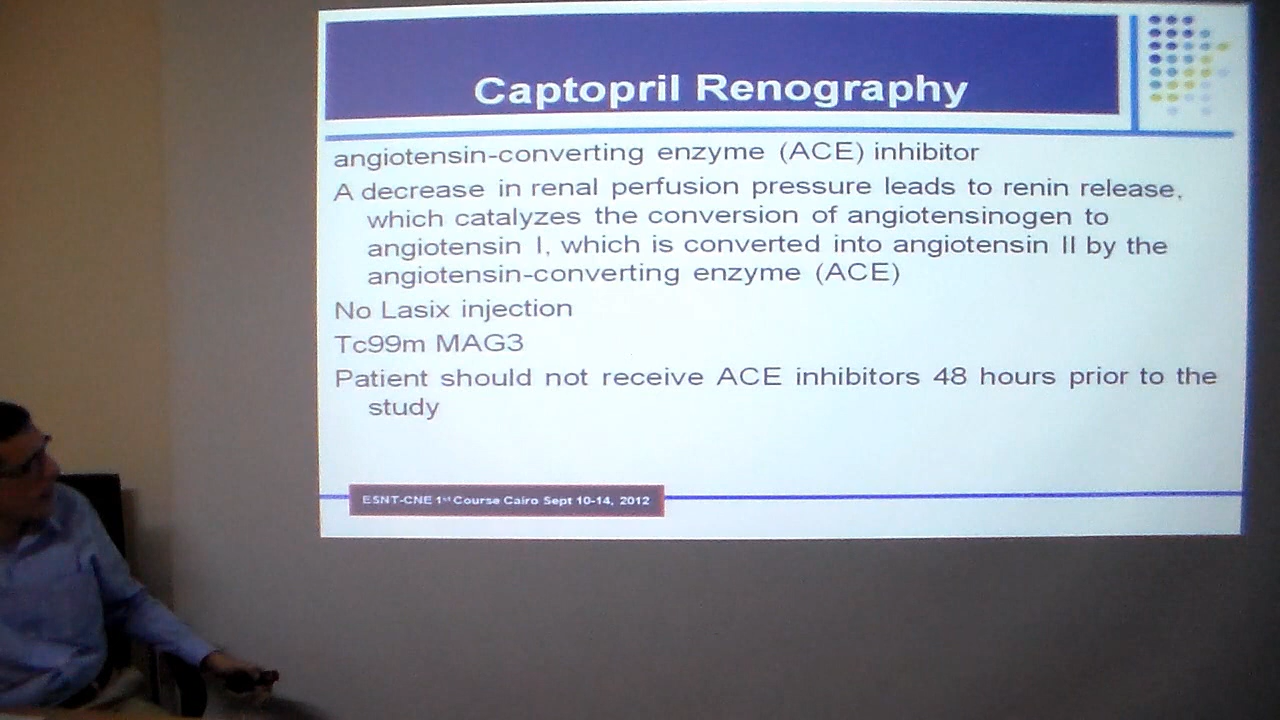 Captopril Renography
angiotensin-converting enzyme (ACE) inhibitor
A decrease in renal perfusion pressure leads to renin release,
which catalyzes the conversion of angiotensinogen to
angiotensin I, which is converted into angiotensin II by the
angiotensin-converting enzyme (ACE)
No Lasix injection
Tc99m MAG3
Patient should not receive ACE inhibitors 48 hours prior to the
study
ESNT-CNE 1st Course Cairo Sept 10-14, 2012